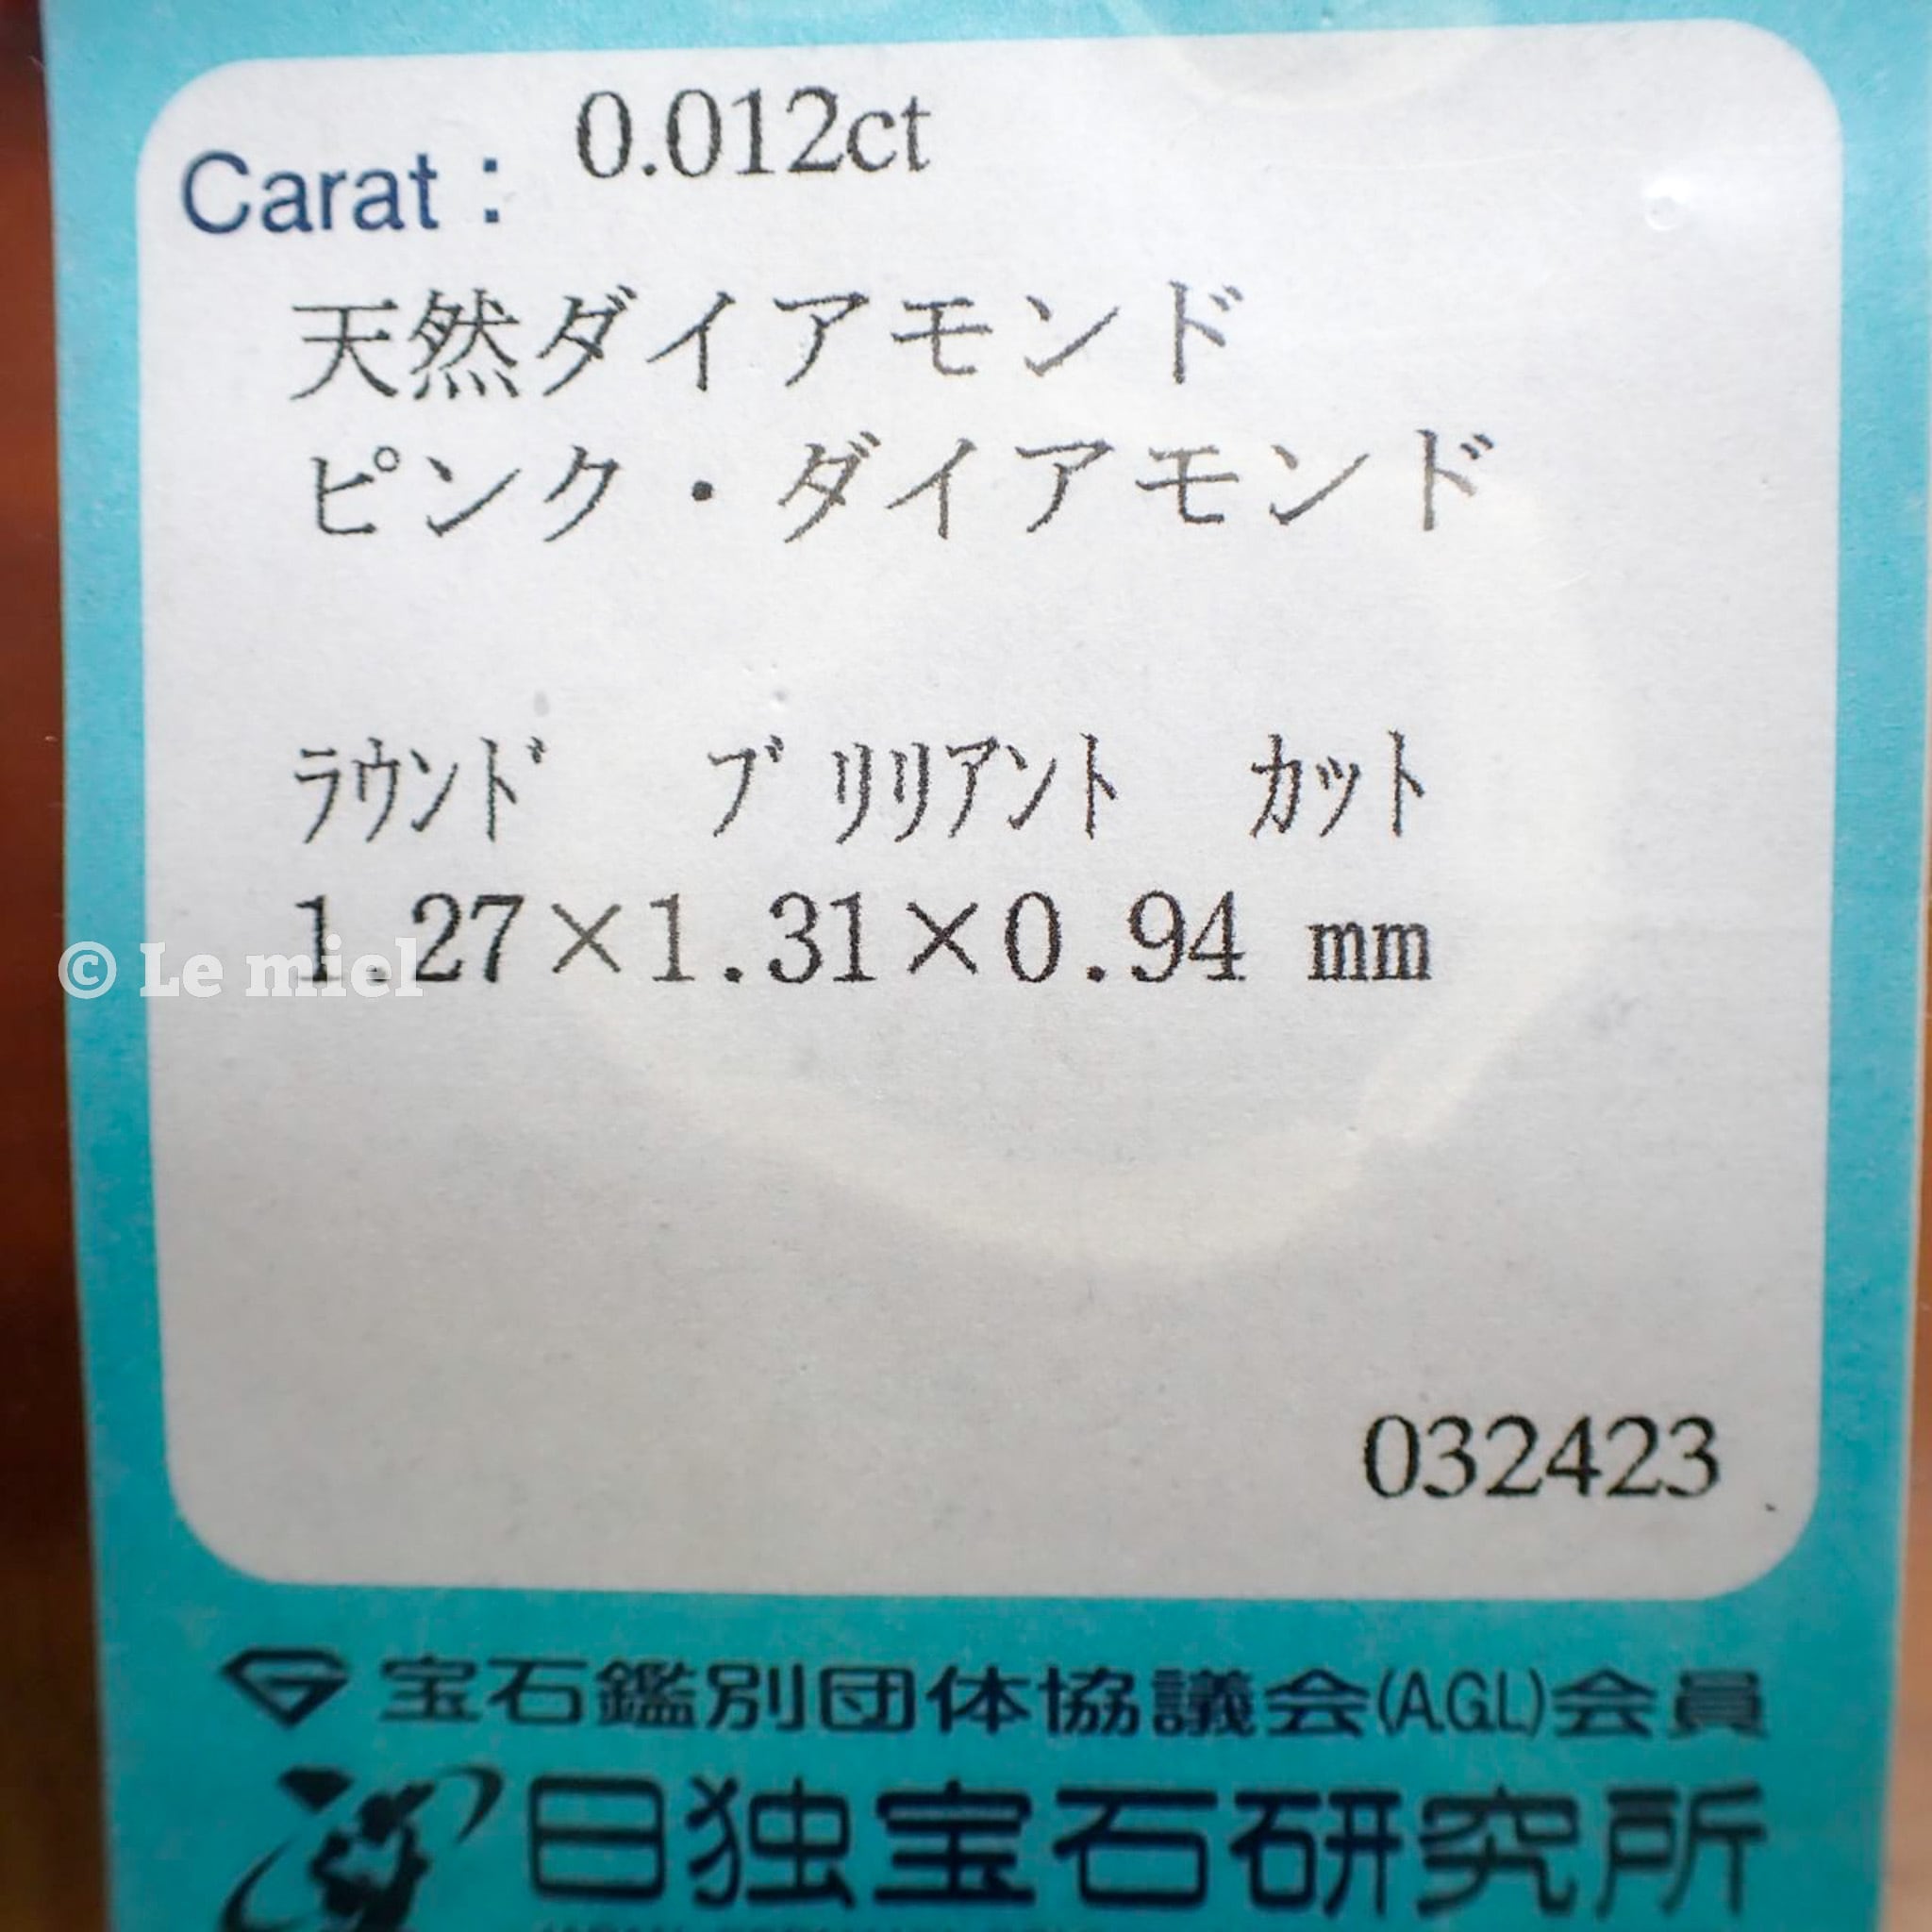 Carat : 0.012ct
天然ダイアモンド
ピンク・ダイアモンド
ﾗｳﾝﾄﾞ ﾌﾞﾘﾘｱﾝﾄ ｶｯﾄ
1.27×1.31×0.94 mm
© Le miel
032423
宝石鑑別団体協議会(AGL)会員
日独宝石研究所